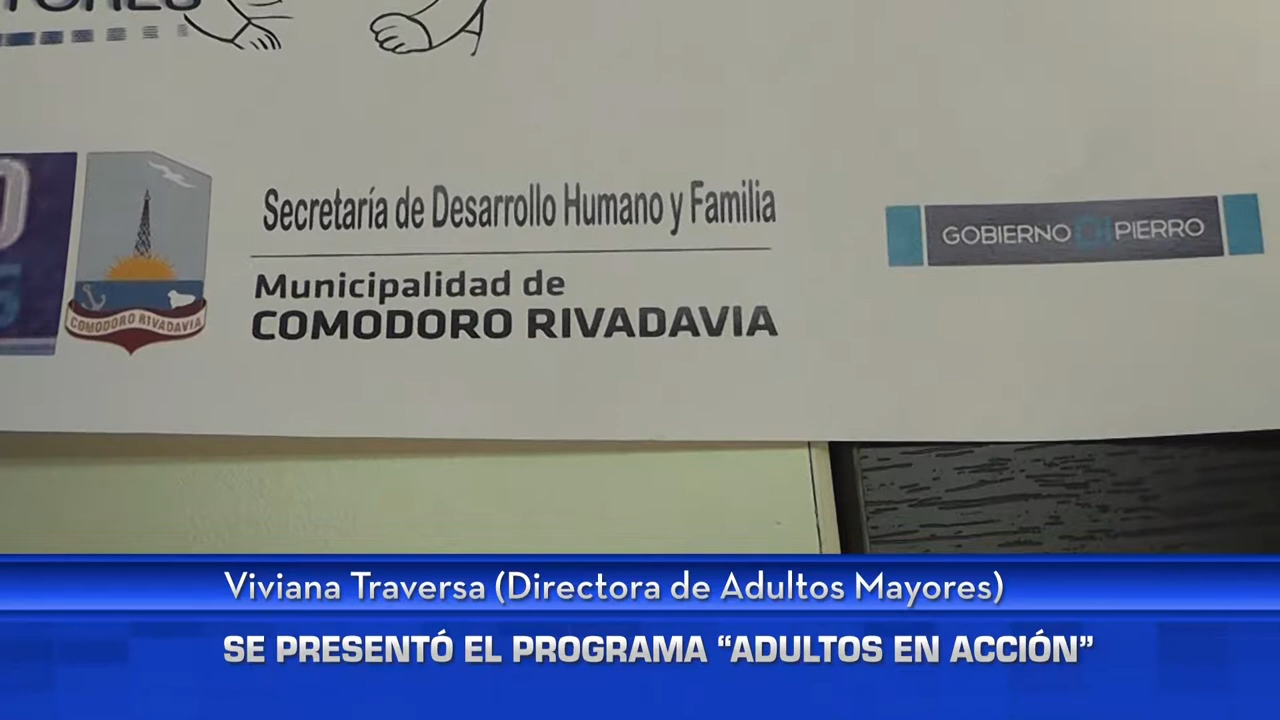 Secretaría de Desarrollo Humano y Familia
Municipalidad de
COMODORO RIVADAVIA
COMODORO RIVADAVIA
GOBIERNO DI PIERRO
Viviana Traversa (Directora de Adultos Mayores)
SE PRESENTÓ EL PROGRAMA “ADULTOS EN ACCIÓN”